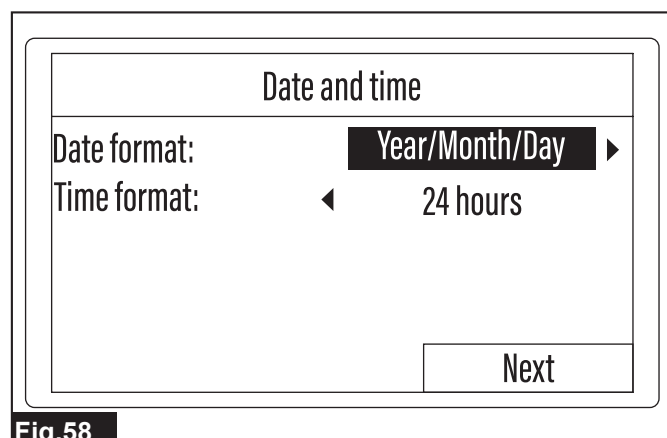 Date and time
Date format: Year/Month/Day
Time format: 24 hours
Next
Fig.58